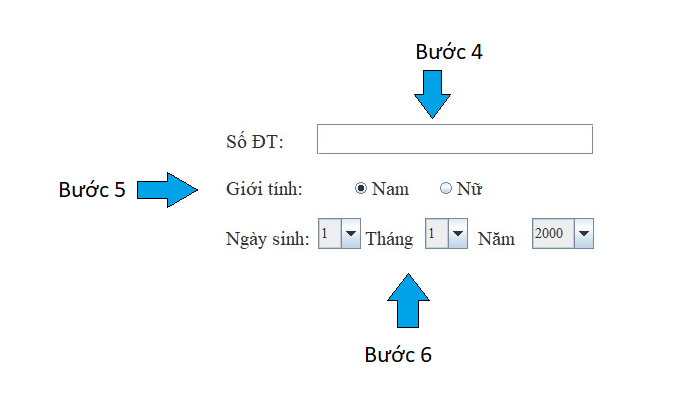 Bước 4
Số ĐT:
Bước 5
Giới tính: Nam Nữ
Ngày sinh: 1 Tháng 1 Năm 2000
Bước 6